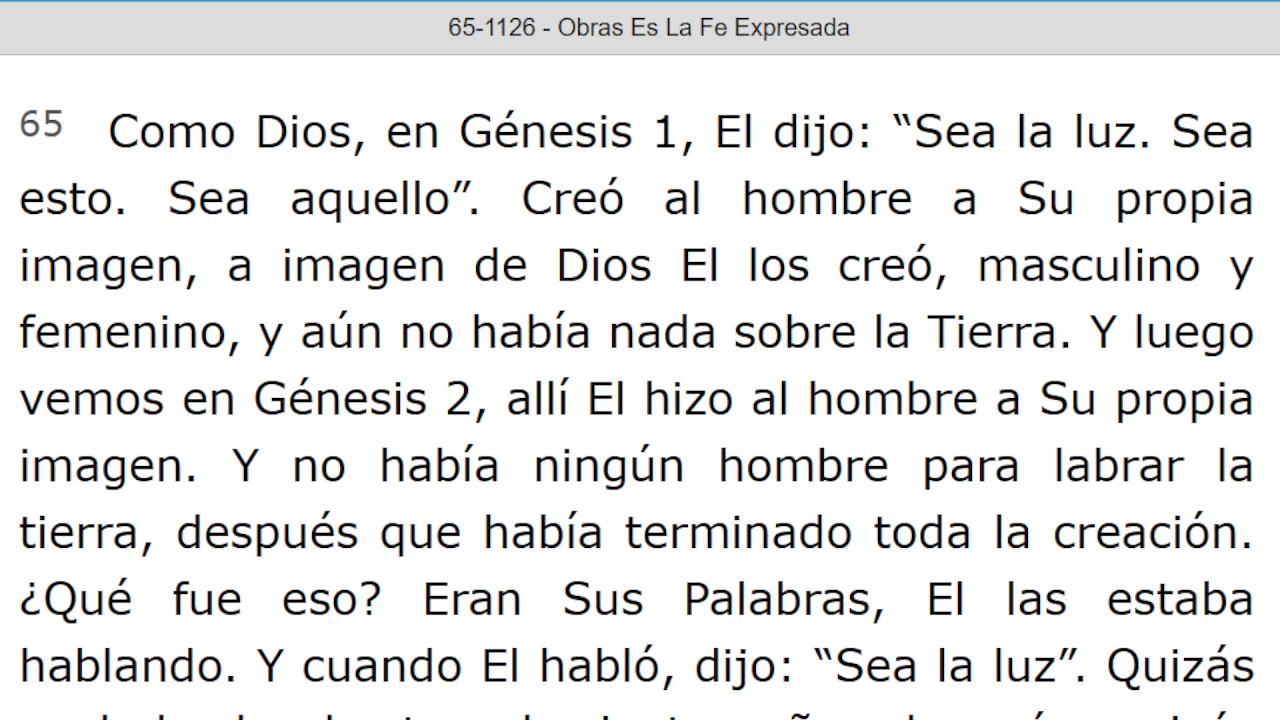 65-1126 - Obras Es La Fe Expresada
65 Como Dios, en Génesis 1, El dijo: “Sea la luz. Sea
esto. Sea aquello”. Creó al hombre a Su propia
imagen, a imagen de Dios El los creó, masculino y
femenino, y aún no había nada sobre la Tierra. Y luego
vemos en Génesis 2, allí El hizo al hombre a Su propia
imagen. Y no había ningún hombre para labrar la
tierra, después que había terminado toda la creación.
¿Qué fue eso? Eran Sus Palabras, El las estaba
hablando. Y cuando El habló, dijo: “Sea la luz”. Quizás